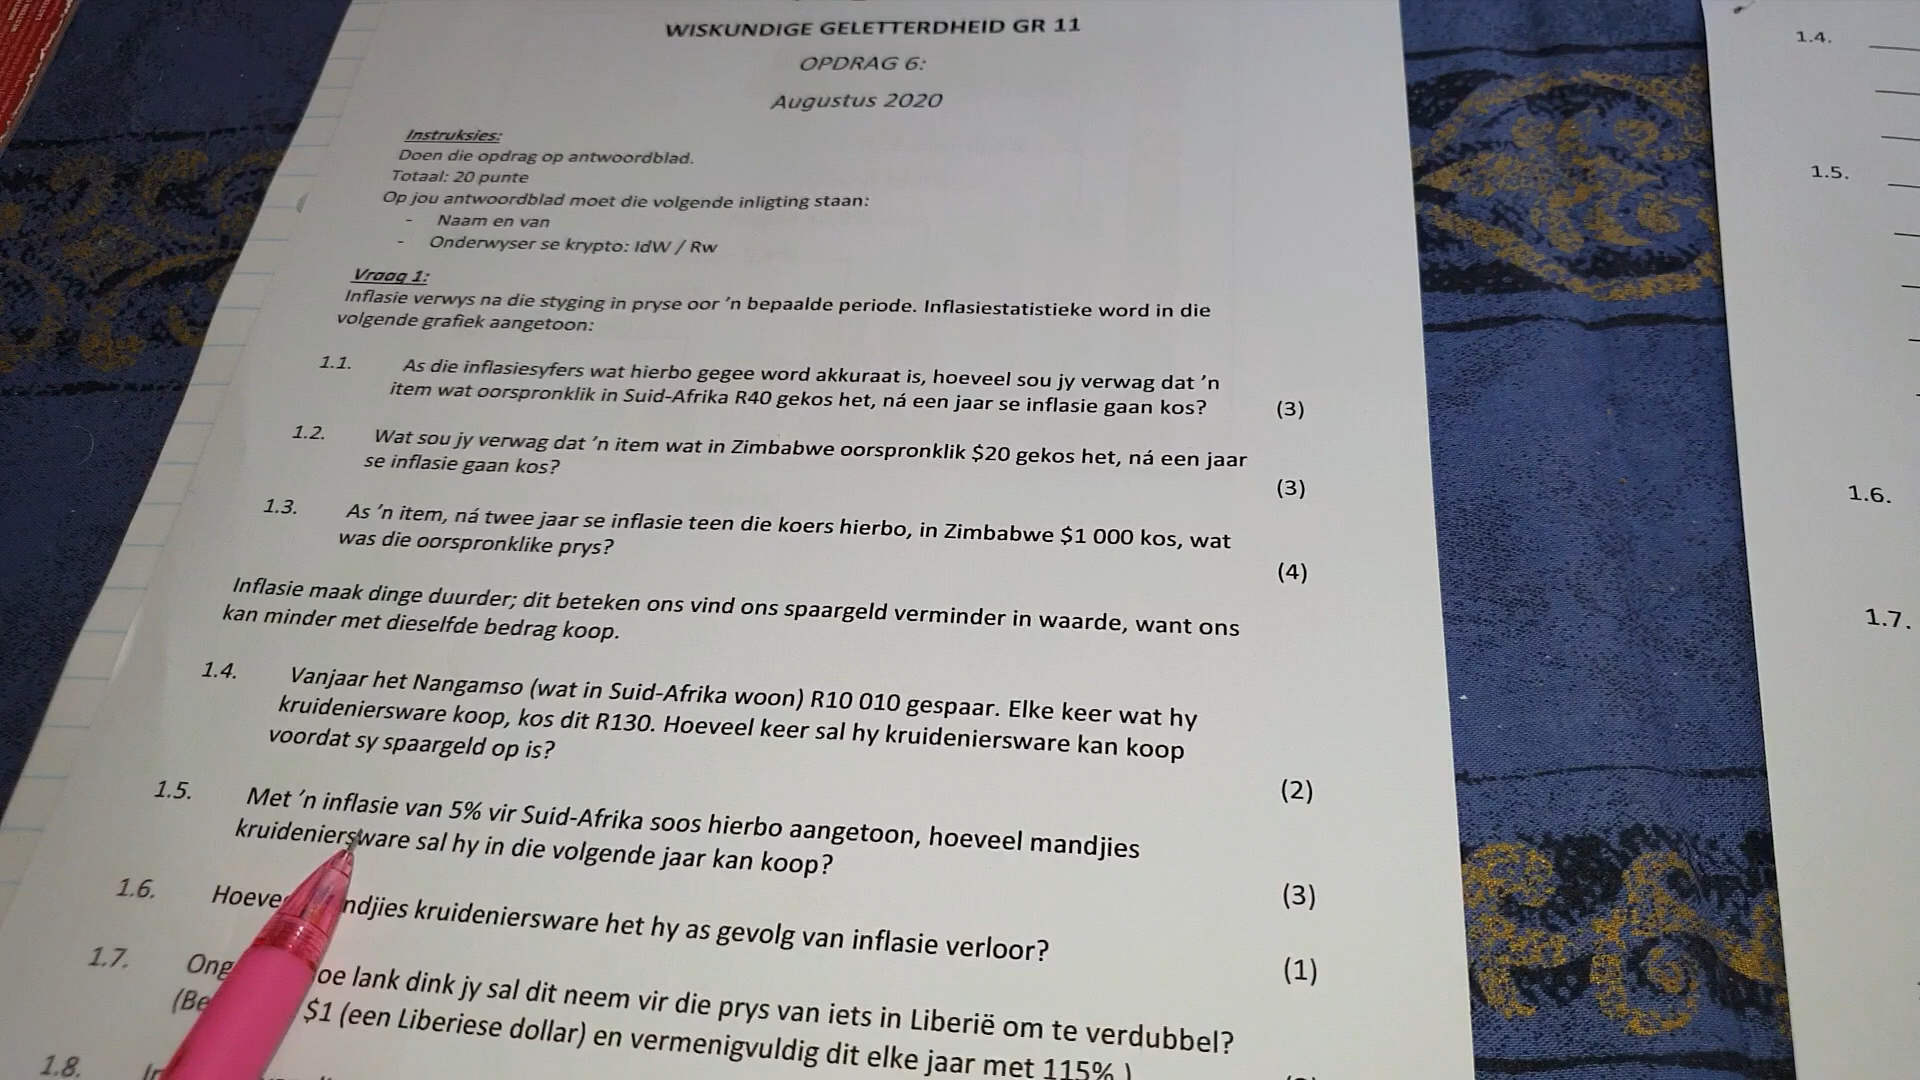 WISKUNDIGE GELETTERDHEID GR 11
OPDRAG 6:
Augustus 2020
Instruksies:
Doen die opdrag op antwoordblad.
Totaal: 20 punte
Op jou antwoordblad moet die volgende inligting staan:
- Naam en van
- Onderwyser se krypto: IdW / Rw
Vraag 1:
Inflasie verwys na die styging in pryse oor 'n bepaalde periode. Inflasiestatistieke word in die
volgende grafiek aangetoon:
1.1. As die inflasiesyfers wat hierbo gegee word akkuraat is, hoeveel sou jy verwag dat 'n
item wat oorspronklik in Suid-Afrika R40 gekos het, ná een jaar se inflasie gaan kos? (3)
1.2. Wat sou jy verwag dat 'n item wat in Zimbabwe oorspronklik $20 gekos het, ná een jaar
se inflasie gaan kos?
(3)
1.3. As 'n item, ná twee jaar se inflasie teen die koers hierbo, in Zimbabwe $1 000 kos, wat
was die oorspronklike prys?
(4)
Inflasie maak dinge duurder; dit beteken ons vind ons spaargeld verminder in waarde, want ons
kan minder met dieselfde bedrag koop.
1.4. Vanjaar het Nangamso (wat in Suid-Afrika woon) R10 010 gespaar. Elke keer wat hy
kruideniersware koop, kos dit R130. Hoeveel keer sal hy kruideniersware kan koop
voordat sy spaargeld op is?
(2)
1.5. Met 'n inflasie van 5% vir Suid-Afrika soos hierbo aangetoon, hoeveel mandjies
kruideniersware sal hy in die volgende jaar kan koop?
(3)
1.6. kruideniersware het hy as gevolg van inflasie verloor?
(1)
1.7. lank dink jy sal dit neem vir die prys van iets in Liberië om te verdubbel?
$1 (een Liberiese dollar) en vermenigvuldig dit elke jaar met 115%.)
1.8.
1.4.
1.5.
1.6.
1.7.